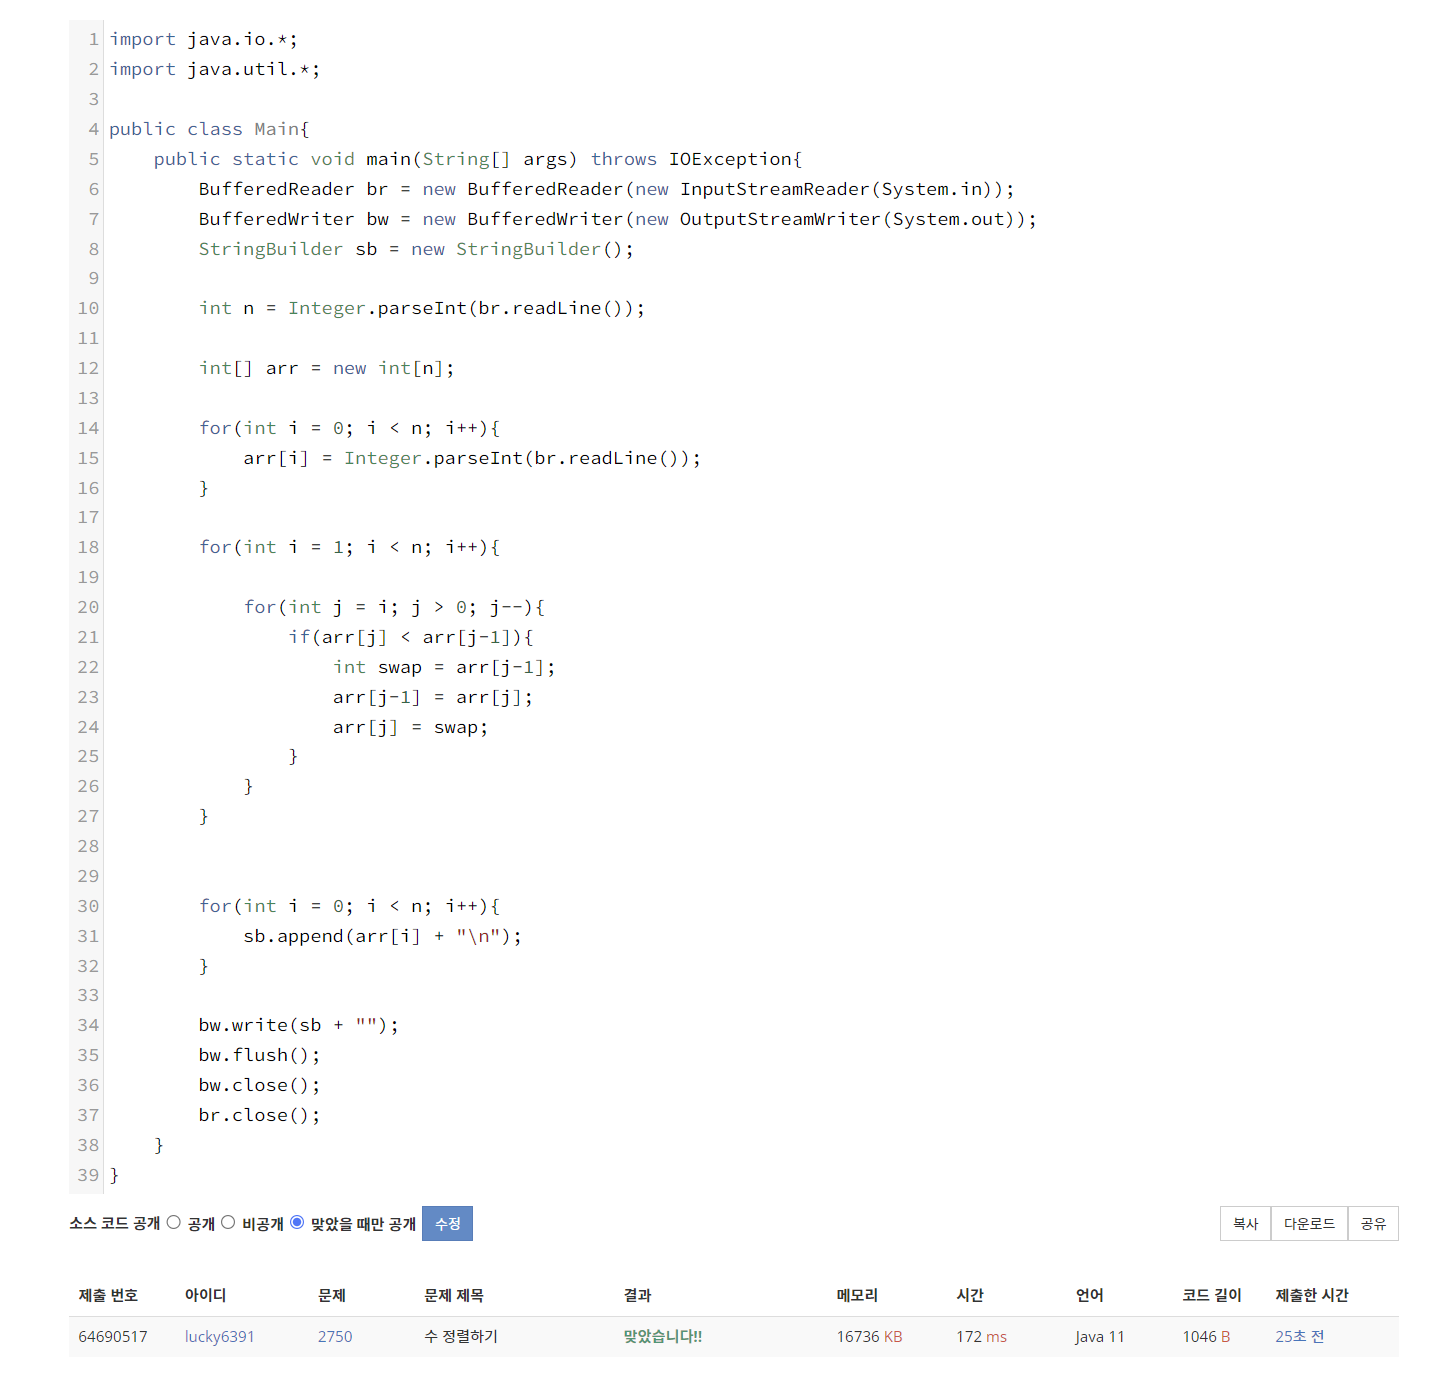 1 import java.io.*;
2 import java.util.*;
3
4 public class Main{
5     public static void main(String[] args) throws IOException{
6         BufferedReader br = new BufferedReader(new InputStreamReader(System.in));
7         BufferedWriter bw = new BufferedWriter(new OutputStreamWriter(System.out));
8         StringBuilder sb = new StringBuilder();
9
10         int n = Integer.parseInt(br.readLine());
11
12         int[] arr = new int[n];
13
14         for(int i = 0; i < n; i++){
15             arr[i] = Integer.parseInt(br.readLine());
16         }
17
18         for(int i = 1; i < n; i++){
19
20             for(int j = i; j > 0; j--){
21                 if(arr[j] < arr[j-1]){
22                     int swap = arr[j-1];
23                     arr[j-1] = arr[j];
24                     arr[j] = swap;
25                 }
26             }
27         }
28
29
30         for(int i = 0; i < n; i++){
31             sb.append(arr[i] + "\n");
32         }
33
34         bw.write(sb + "");
35         bw.flush();
36         bw.close();
37         br.close();
38     }
39 }
소스 코드 공개 공개 비공개 맞았을 때만 공개 수정 복사 다운로드 공유
제출 번호 아이디 문제 문제 제목 결과 메모리 시간 언어 코드 길이 제출한 시간
64690517 lucky6391 2750 수 정렬하기 맞았습니다!! 16736 KB 172 ms Java 11 1046 B 25초 전